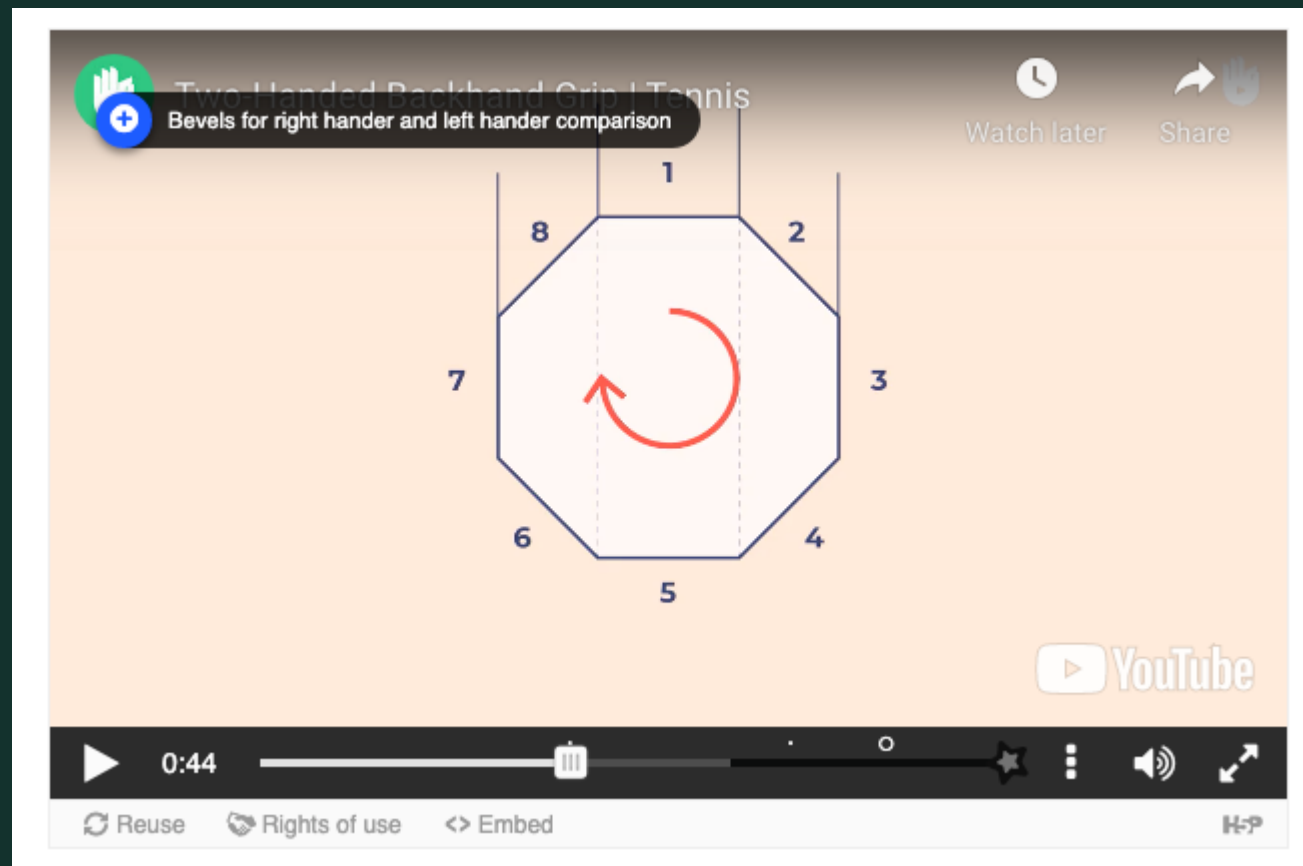 Two-Handed Backhand Grip | Tennis
Bevels for right hander and left hander comparison
Watch later
Share
1
8
2
7
3
6
4
5
YouTube
0:44
Reuse
Rights of use
Embed
H5P